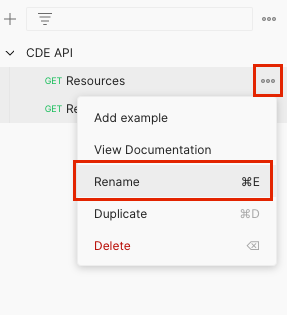 CDE API
GET Resources
GET Re
Add example
View Documentation
Rename ⌘E
Duplicate ⌘D
Delete ⌫